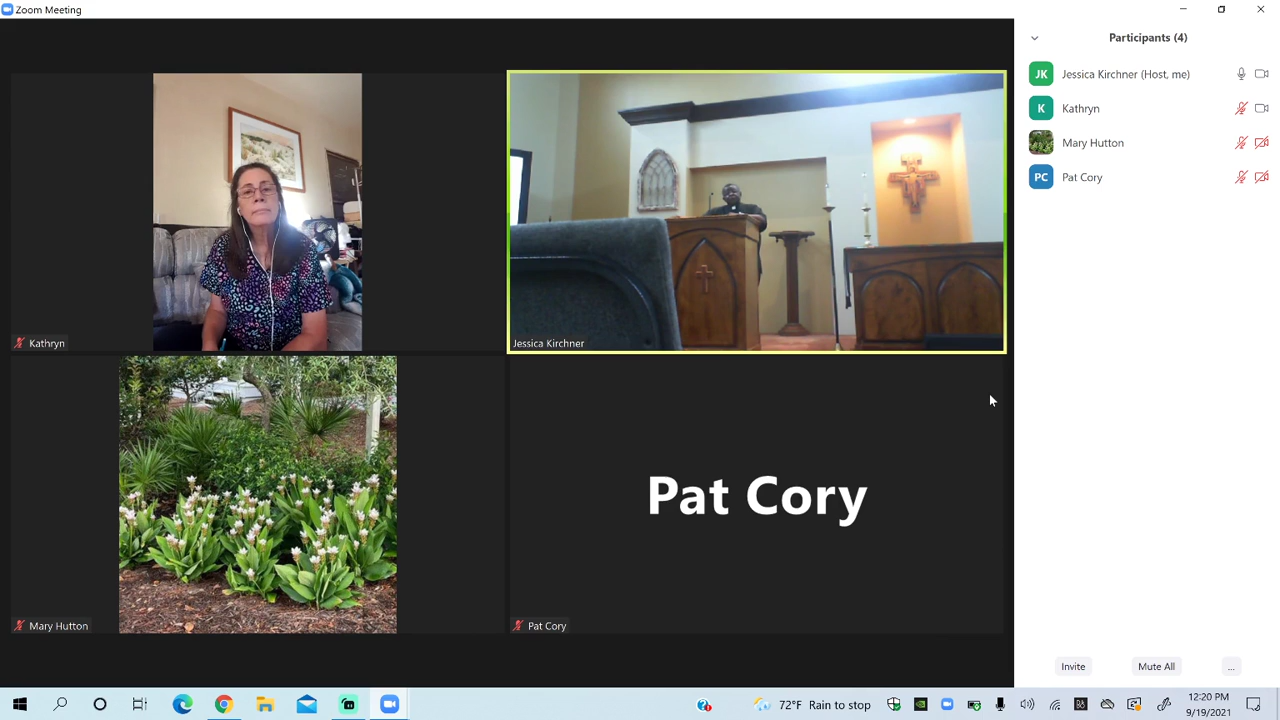 Zoom Meeting
Participants (4)
JK Jessica Kirchner (Host, me)
K Kathryn
Mary Hutton
PC Pat Cory
Kathryn
Jessica Kirchner
Pat Cory
Mary Hutton
Pat Cory
Invite
Mute All
...
72°F Rain to stop
12:20 PM
9/19/2021